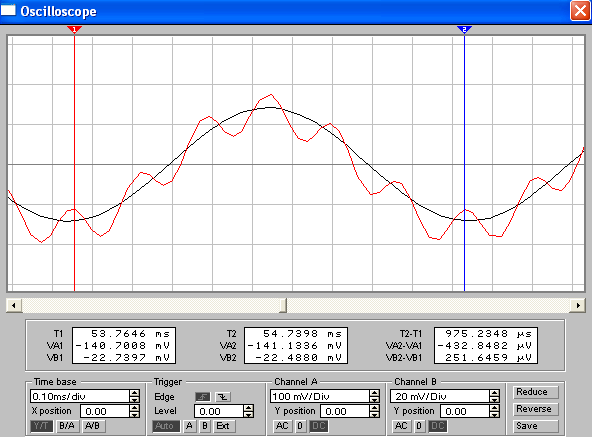 Oscilloscope
1 2
T1 53.7646 ms T2 54.7398 ms T2-T1 975.2348 µs
VA1 -140.7008 mV VA2 -141.1336 mV VA2-VA1 -432.8482 µV
VB1 -22.7397 mV VB2 -22.4880 mV VB2-VB1 251.6459 µV
Time base Trigger Channel A Channel B Reduce
0.10ms/div Edge 100 mV/Div 20 mV/Div Reverse
X position 0.00 Level 0.00 Y position 0.00 Y position 0.00
Y/T B/A A/B Auto A B Ext AC 0 DC AC 0 DC Save